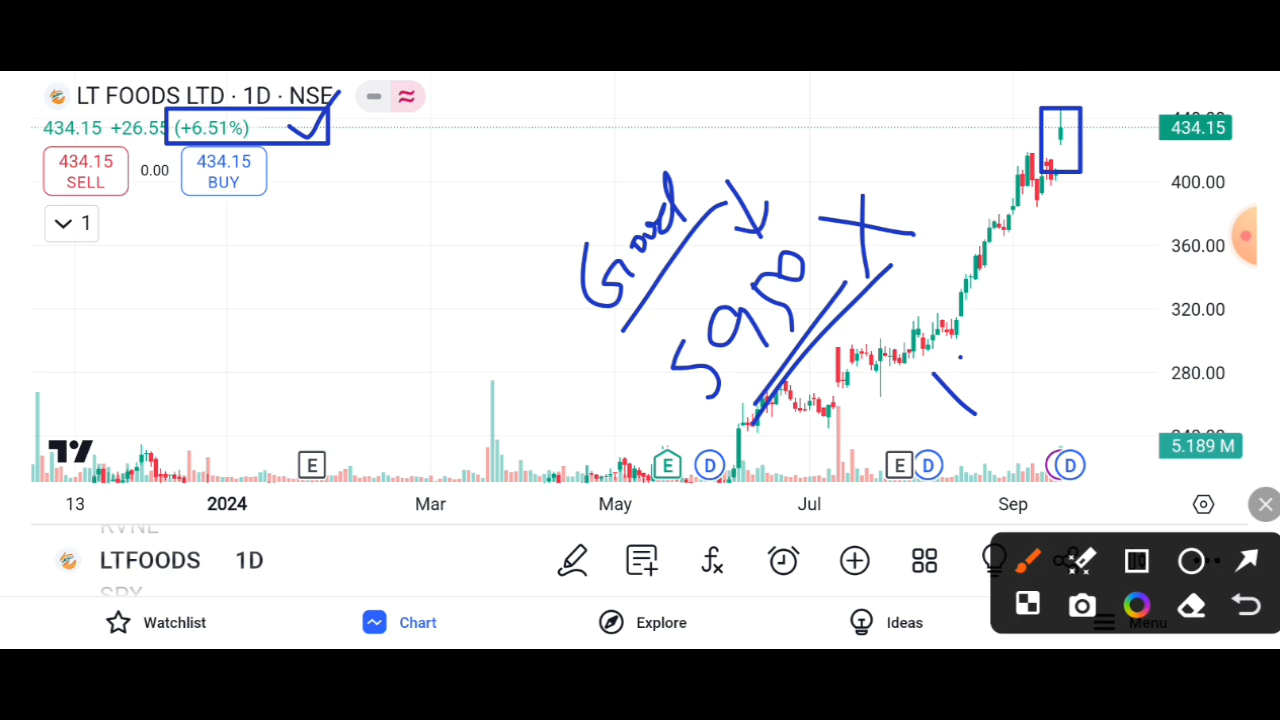 LT FOODS LTD · 1D · NSE
434.15 +26.55 (+6.51%)
434.15
SELL
0.00
434.15
BUY
1
434.15
400.00
360.00
320.00
280.00
5.189 M
E
E
D
E
D
D
13 2024 Mar May Jul Sep
RVNL
LTFOODS 1D
SPY
Watchlist Chart Explore Ideas Menu